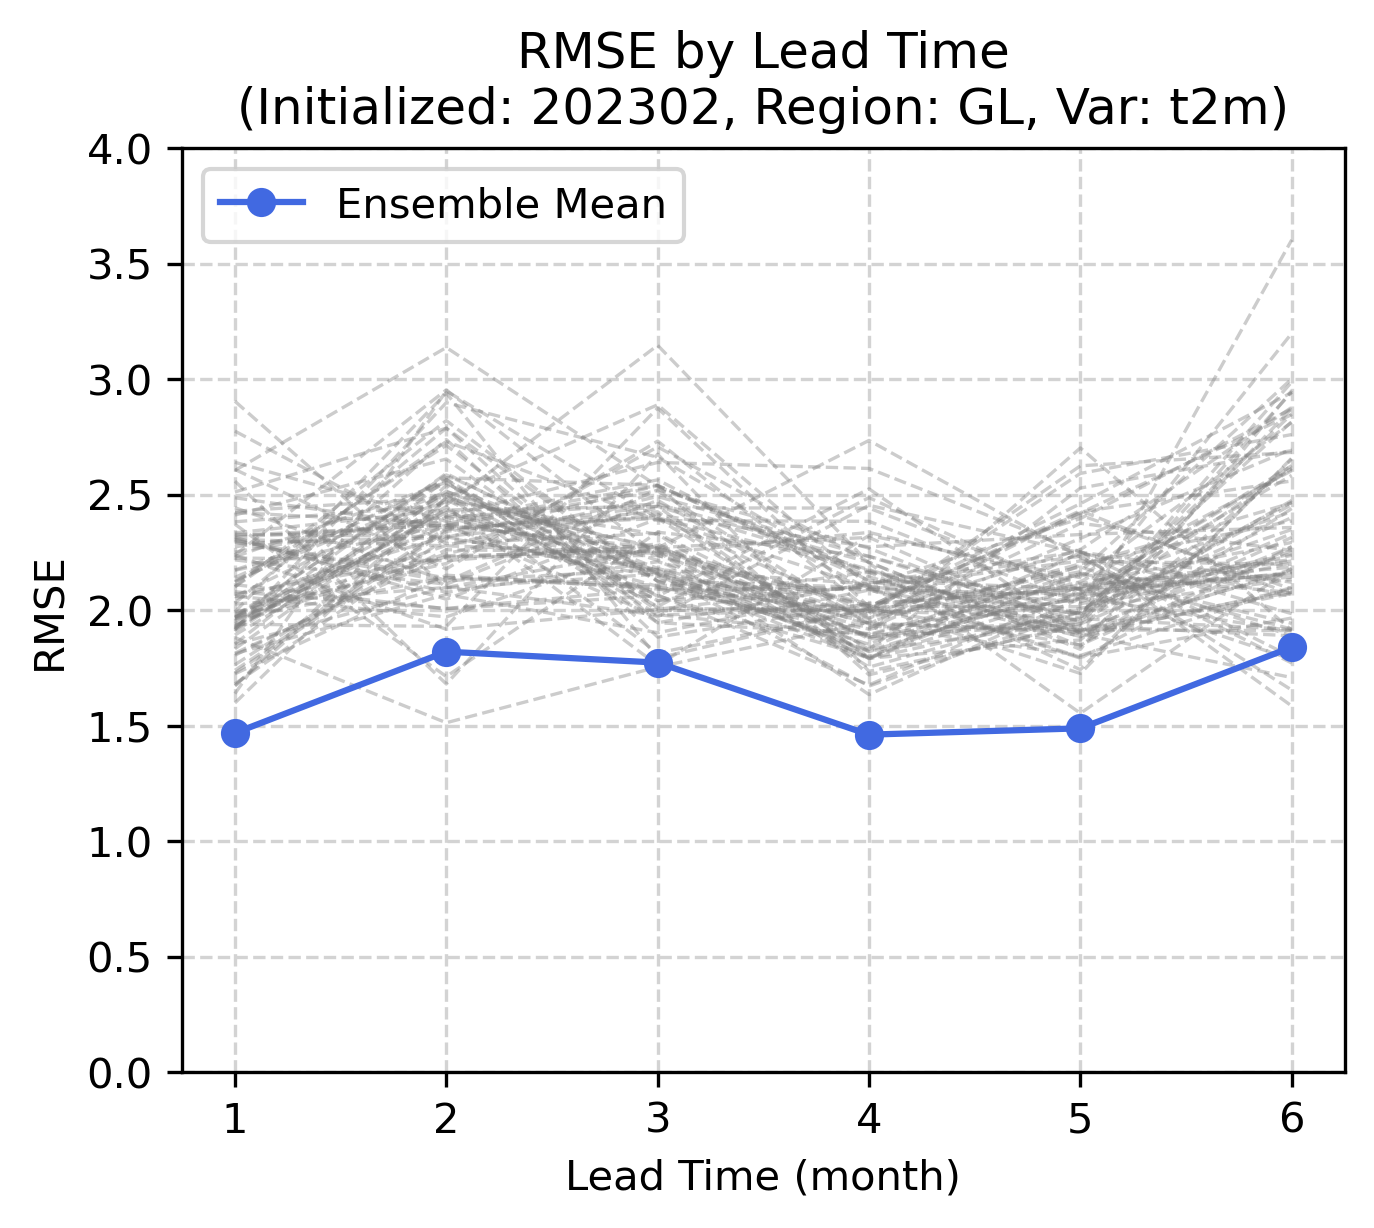 RMSE by Lead Time
(Initialized: 202302, Region: GL, Var: t2m)
Ensemble Mean
RMSE
4.0
3.5
3.0
2.5
2.0
1.5
1.0
0.5
0.0
1 2 3 4 5 6
Lead Time (month)